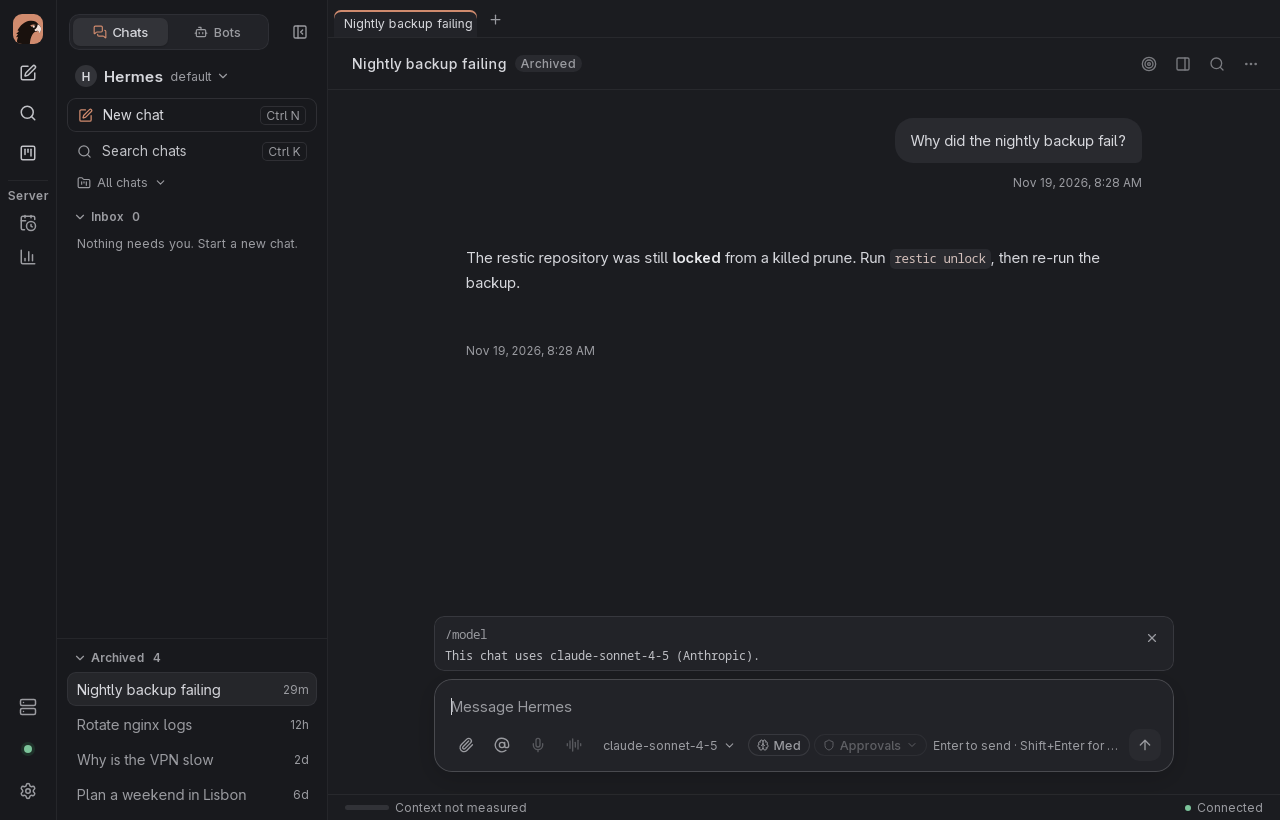 Chats
Bots
H Hermes default
New chat Ctrl N
Search chats Ctrl K
All chats
Server
Inbox 0
Nothing needs you. Start a new chat.
Archived 4
Nightly backup failing 29m
Rotate nginx logs 12h
Why is the VPN slow 2d
Plan a weekend in Lisbon 6d
Nightly backup failing
Nightly backup failing Archived
Why did the nightly backup fail?
Nov 19, 2026, 8:28 AM
The restic repository was still locked from a killed prune. Run restic unlock, then re-run the
backup.
Nov 19, 2026, 8:28 AM
/model
This chat uses claude-sonnet-4-5 (Anthropic).
Message Hermes
claude-sonnet-4-5 Med Approvals Enter to send · Shift+Enter for …
Context not measured
Connected